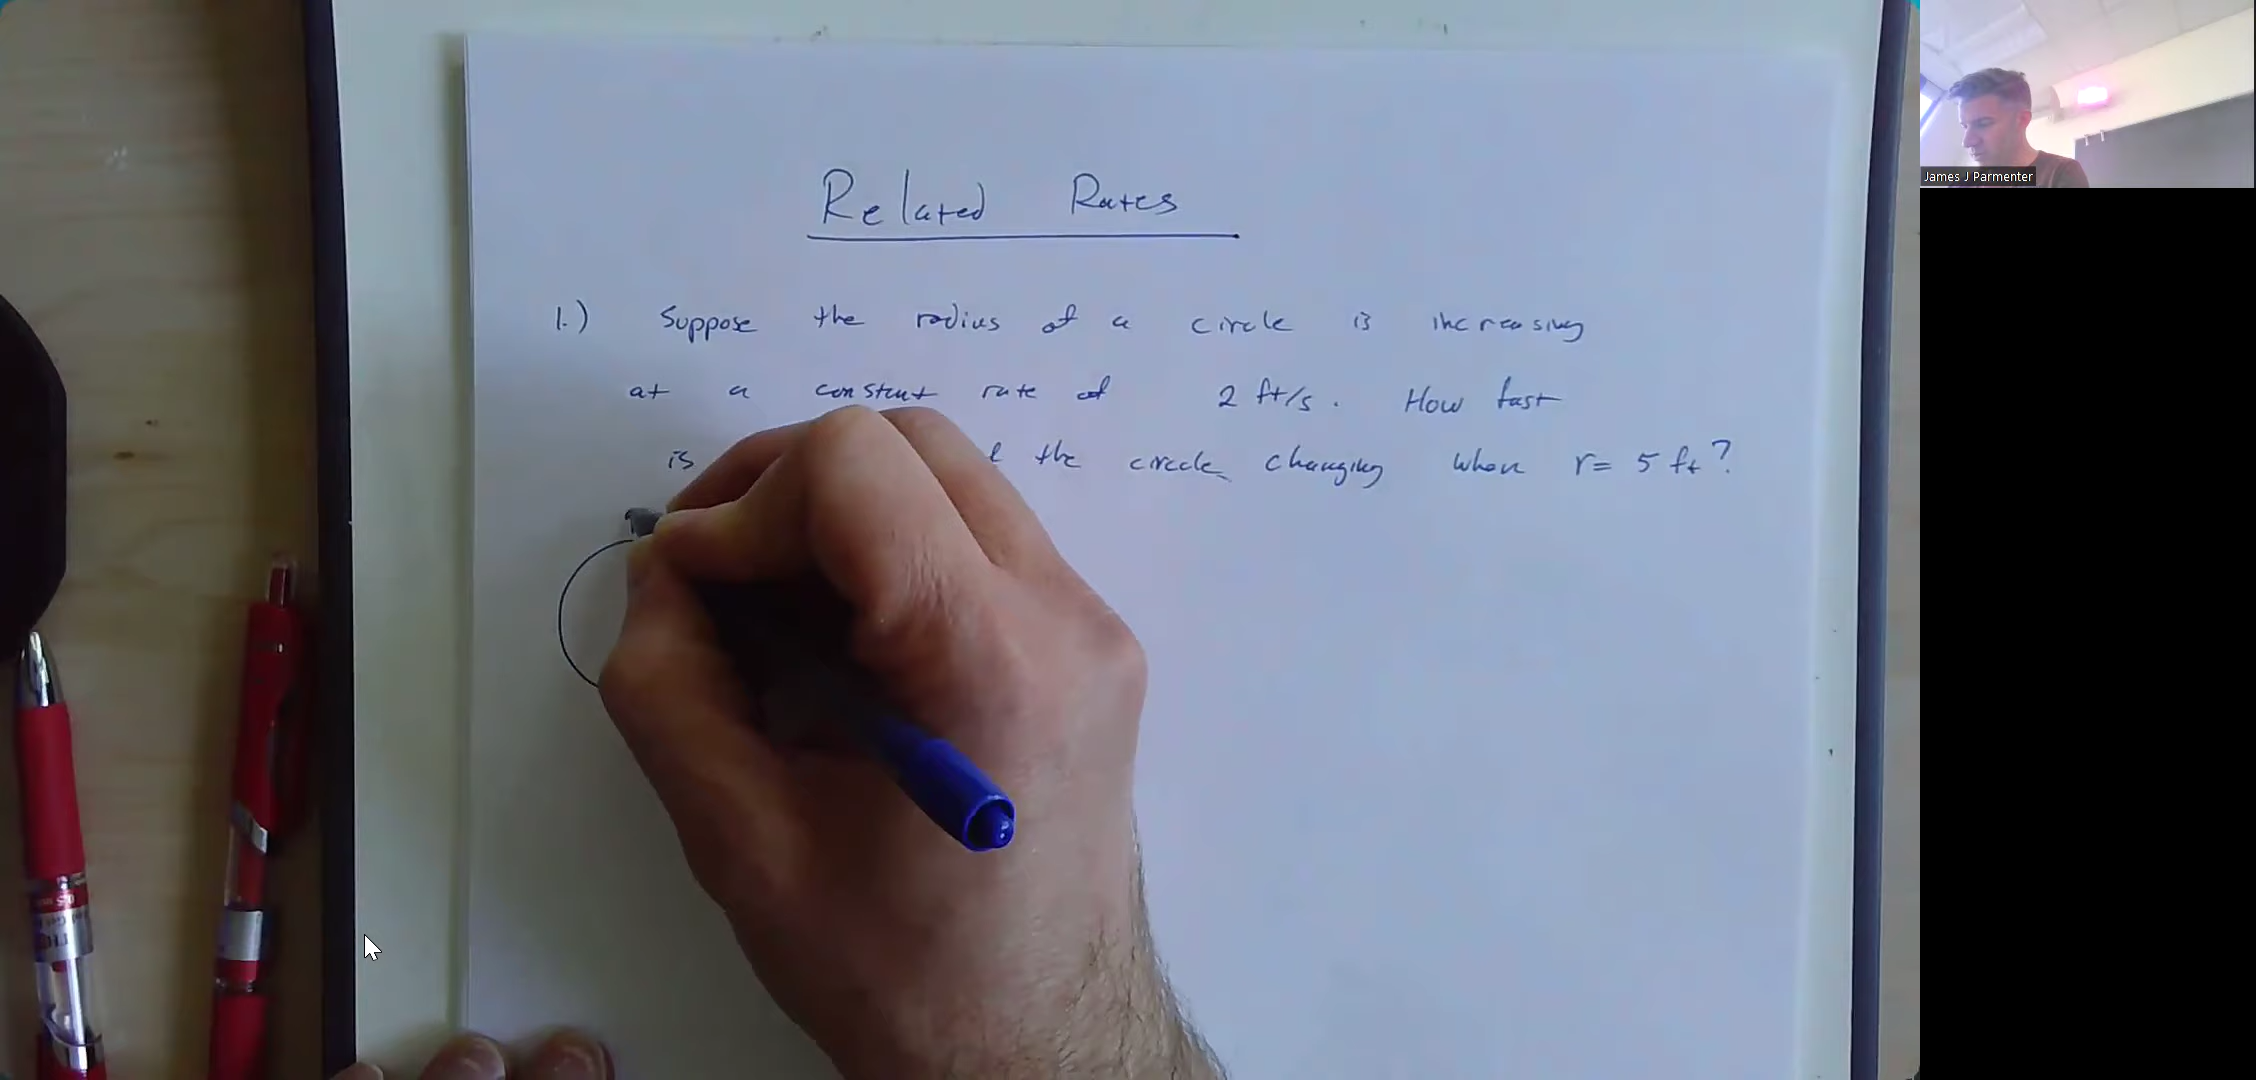 Related Rates
1.) Suppose the radius of a circle is increasing
at a constant rate of 2 ft/s. How fast
is the circle changing when r = 5 ft?
James J Parmenter